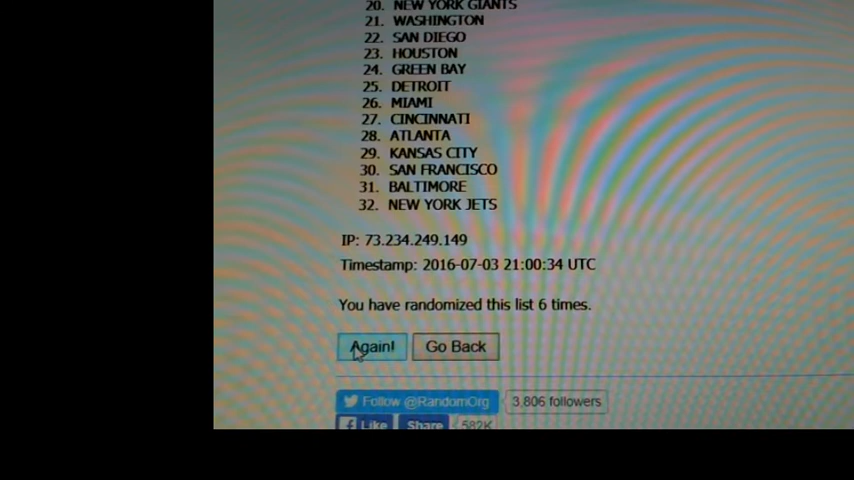 20. NEW YORK GIANTS
21. WASHINGTON
22. SAN DIEGO
23. HOUSTON
24. GREEN BAY
25. DETROIT
26. MIAMI
27. CINCINNATI
28. ATLANTA
29. KANSAS CITY
30. SAN FRANCISCO
31. BALTIMORE
32. NEW YORK JETS
IP: 73.234.249.149
Timestamp: 2016-07-03 21:00:34 UTC
You have randomized this list 6 times.
Again! Go Back
Follow @RandomOrg 3,806 followers
Like Share 582K